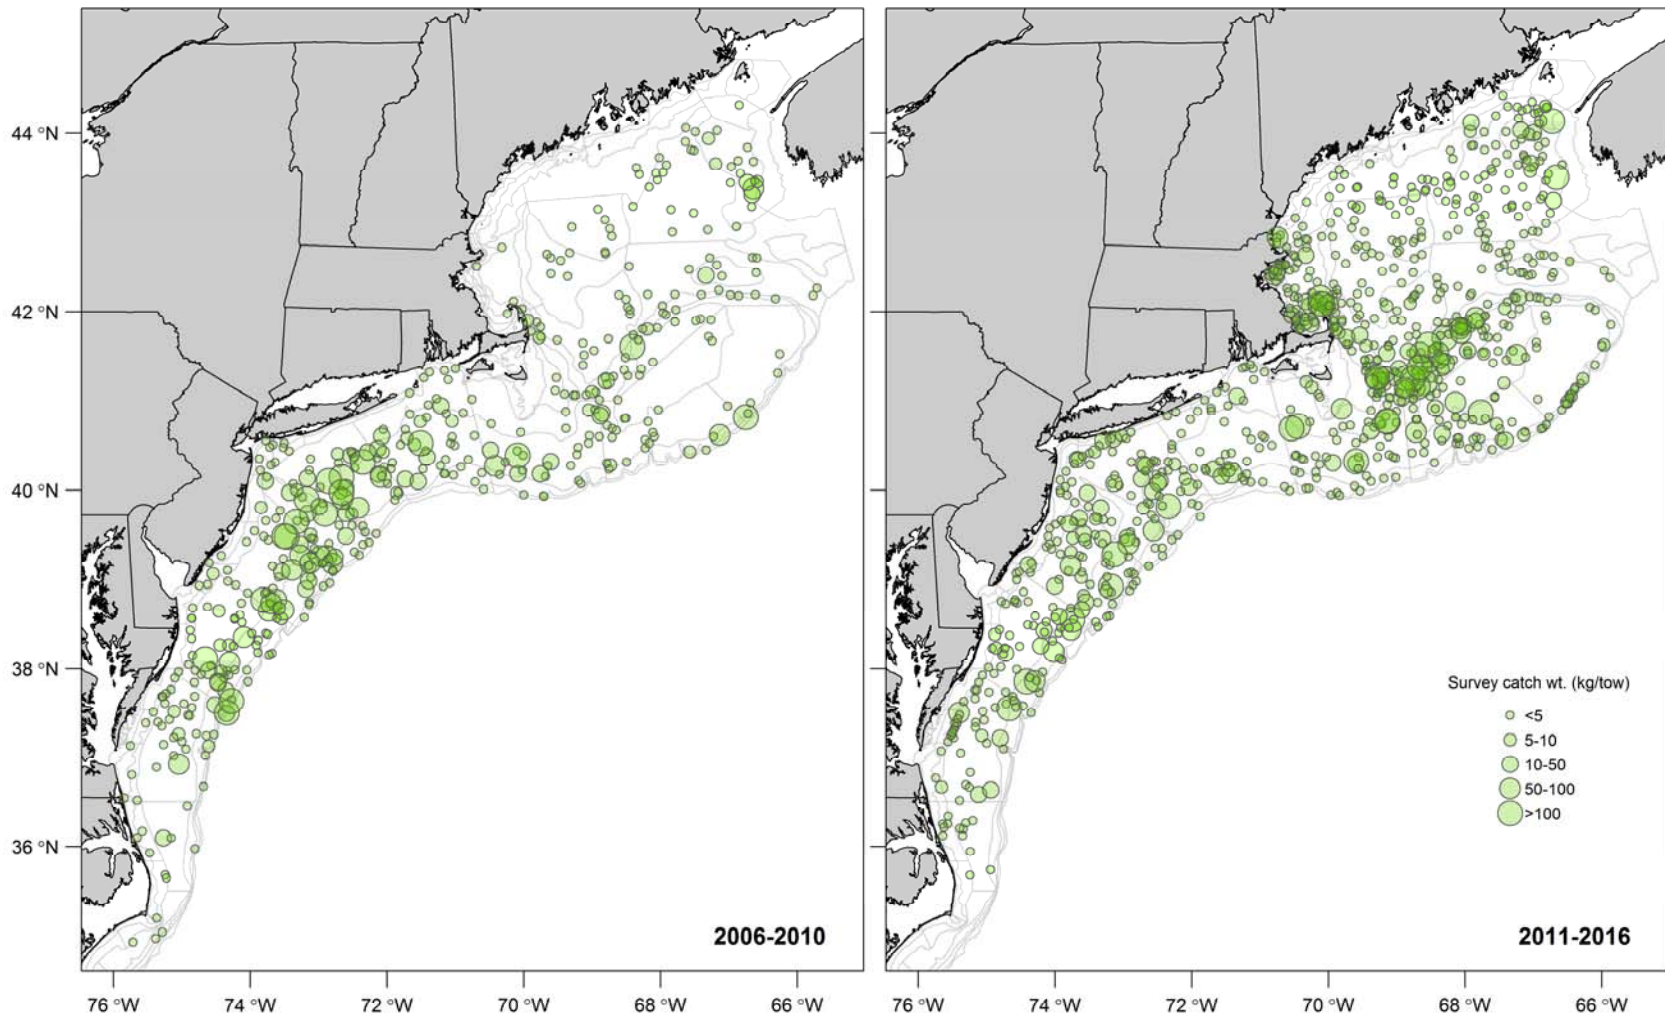 44 °N
42 °N
40 °N
38 °N
36 °N
2006-2010
76 °W 74 °W 72 °W 70 °W 68 °W 66 °W
Survey catch wt. (kg/tow)
<5
5-10
10-50
50-100
>100
2011-2016
76 °W 74 °W 72 °W 70 °W 68 °W 66 °W